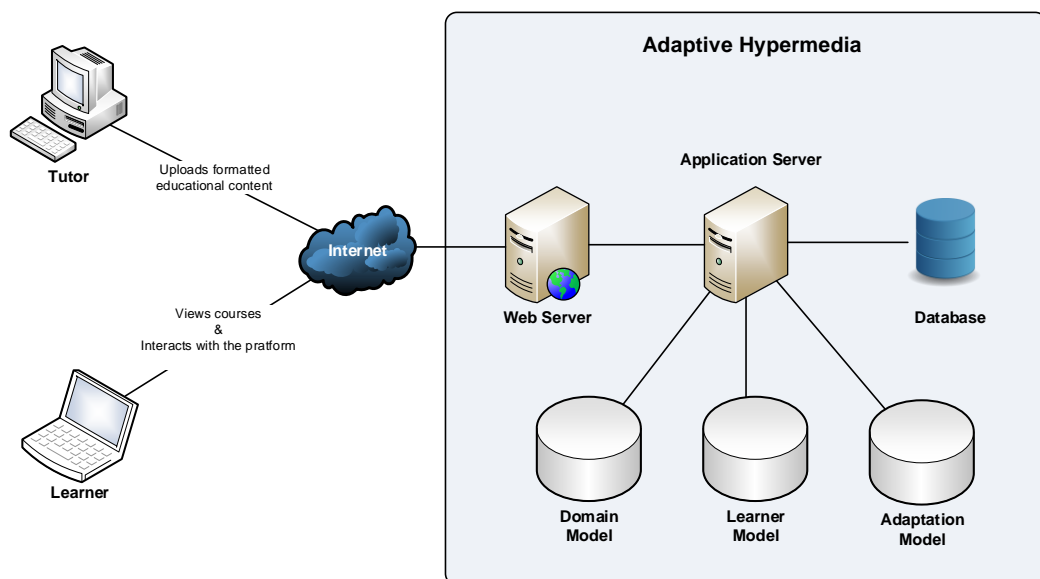 Adaptive Hypermedia
Tutor
Uploads formatted
educational content
Application Server
Internet
Web Server
Database
Views courses
&
Interacts with the pratform
Learner
Domain
Model
Learner
Model
Adaptation
Model